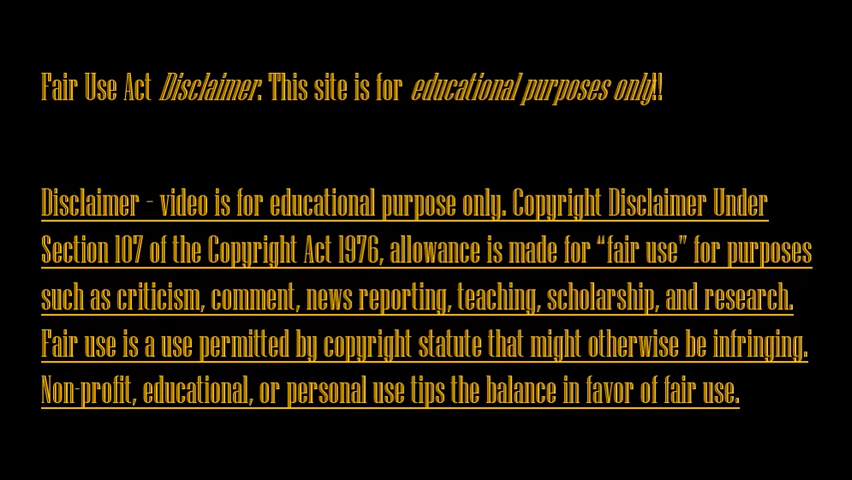 Fair Use Act Disclaimer. This site is for educational purposes only!!
Disclaimer - video is for educational purpose only. Copyright Disclaimer Under
Section 107 of the Copyright Act 1976, allowance is made for “fair use” for purposes
such as criticism, comment, news reporting, teaching, scholarship, and research.
Fair use is a use permitted by copyright statute that might otherwise be infringing.
Non-profit, educational, or personal use tips the balance in favor of fair use.